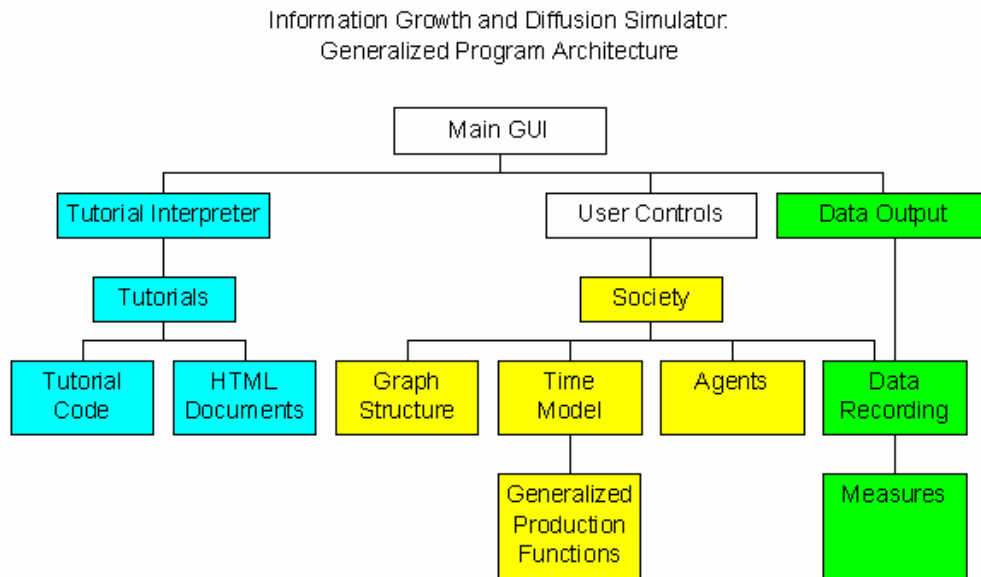 Information Growth and Diffusion Simulator:
Generalized Program Architecture
Main GUI
Tutorial Interpreter
User Controls
Data Output
Tutorials
Society
Tutorial
Code
HTML
Documents
Graph
Structure
Time
Model
Agents
Data
Recording
Generalized
Production
Functions
Measures